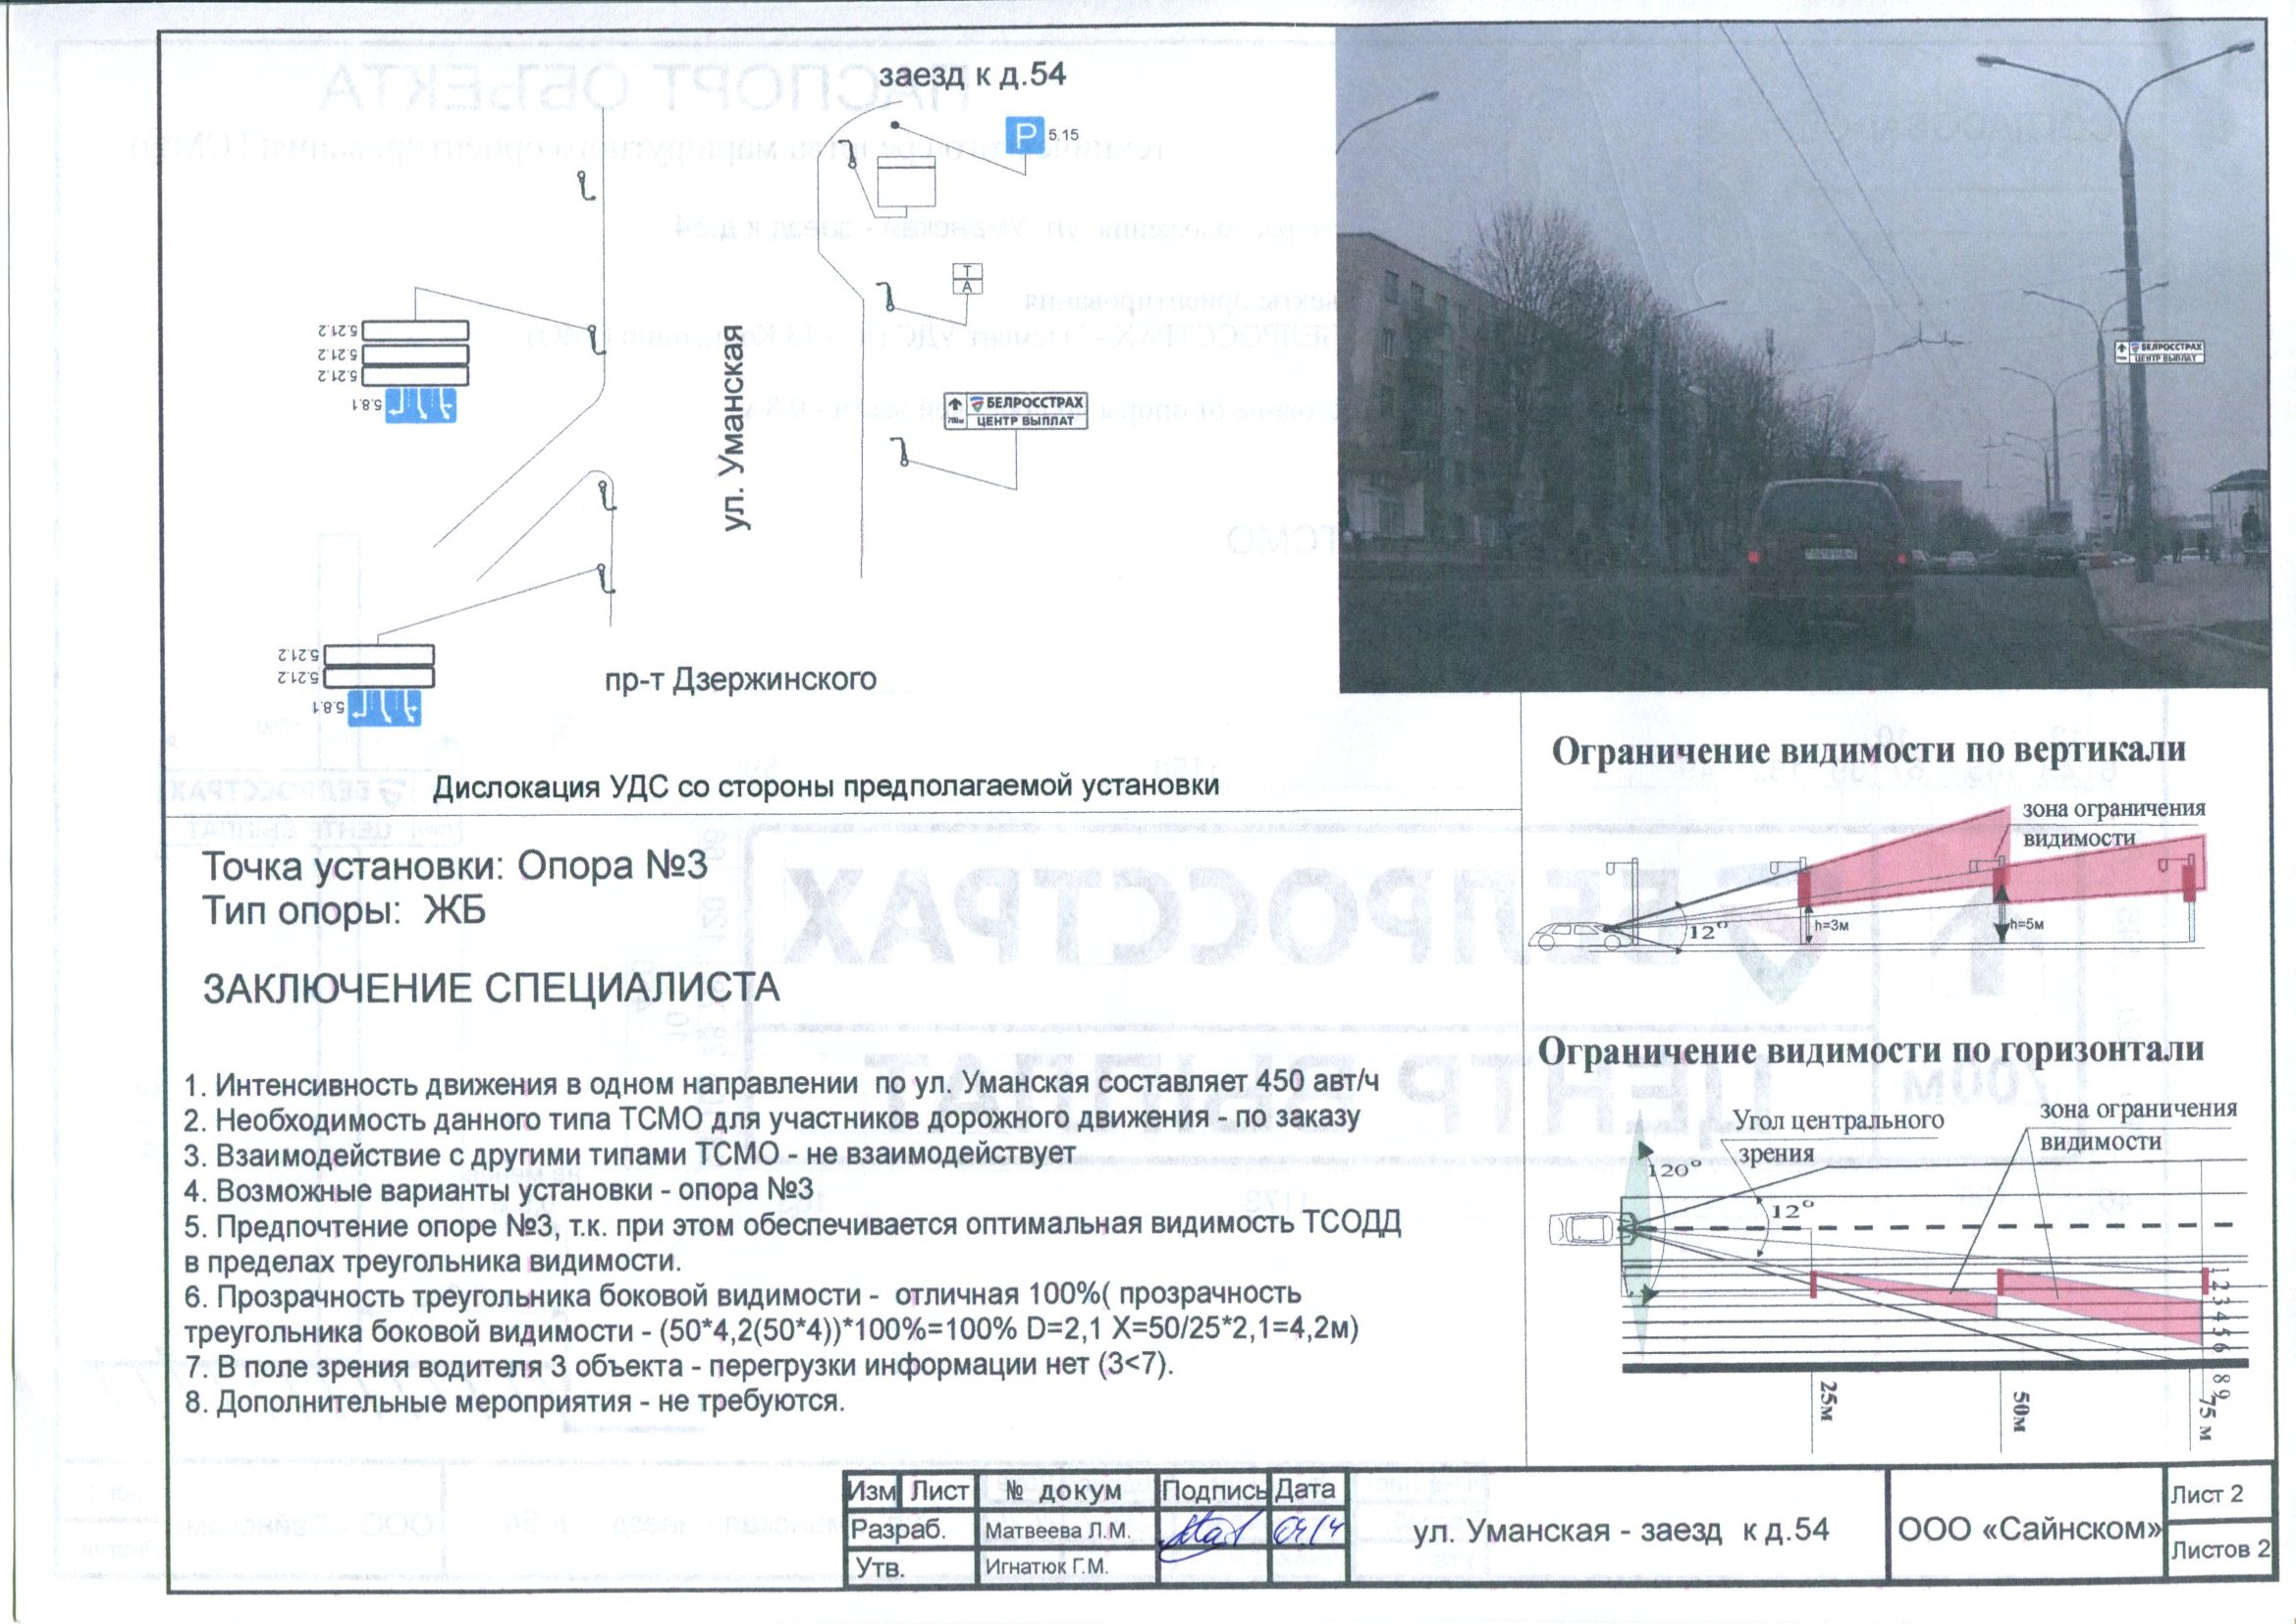 заезд к д.54
P 5.15
Т
А
5.21.2
5.21.2
5.21.2
5.8.1
ул. Уманская
БЕЛРОССТРАХ
700м ЦЕНТР ВЫПЛАТ
5.21.2
5.21.2
5.8.1
пр-т Дзержинского
Дислокация УДС со стороны предполагаемой установки
БЕЛРОССТРАХ
ЦЕНТР ВЫПЛАТ
Точка установки: Опора №3
Тип опоры: ЖБ
ЗАКЛЮЧЕНИЕ СПЕЦИАЛИСТА
1. Интенсивность движения в одном направлении по ул. Уманская составляет 450 авт/ч
2. Необходимость данного типа ТСМО для участников дорожного движения - по заказу
3. Взаимодействие с другими типами ТСМО - не взаимодействует
4. Возможные варианты установки - опора №3
5. Предпочтение опоре №3, т.к. при этом обеспечивается оптимальная видимость ТСОДД
в пределах треугольника видимости.
6. Прозрачность треугольника боковой видимости - отличная 100%( прозрачность
треугольника боковой видимости - (50*4,2(50*4))*100%=100% D=2,1 X=50/25*2,1=4,2м)
7. В поле зрения водителя 3 объекта - перегрузки информации нет (3<7).
8. Дополнительные мероприятия - не требуются.
Ограничение видимости по вертикали
зона ограничения
видимости
12°
h=3м
h=5м
Ограничение видимости по горизонтали
Угол центрального
зрения
зона ограничения
видимости
120°
12°
1 2 3 4 5 6 8 9
25м
50м
75 м
Изм Лист № докум Подпись Дата
Разраб. Матвеева Л.М. 04.14
Утв. Игнатюк Г.М.
ул. Уманская - заезд к д.54
ООО «Сайнском»
Лист 2
Листов 2